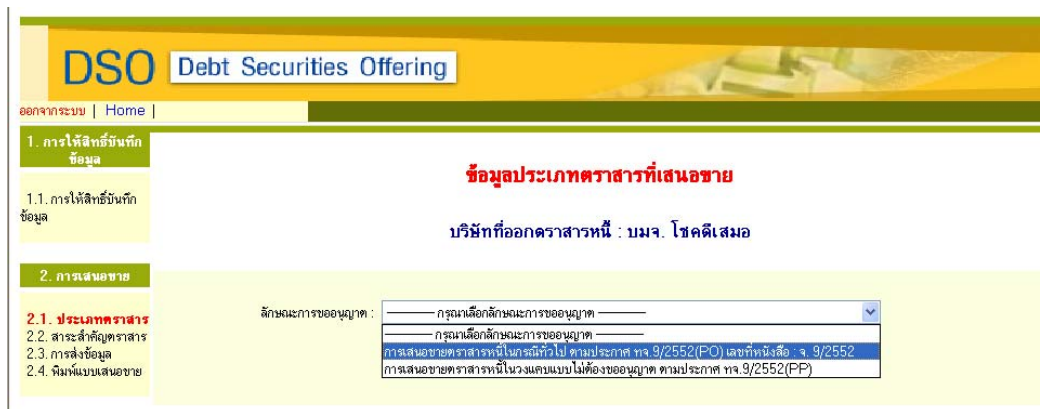 DSO Debt Securities Offering
ออกจากระบบ | Home |
1. การให้สิทธิ์บันทึก
ข้อมูล
1.1. การให้สิทธิ์บันทึก
ข้อมูล
2. การเสนอขาย
2.1. ประเภทตราสาร
2.2. สาระสำคัญตราสาร
2.3. การส่งข้อมูล
2.4. พิมพ์แบบเสนอขาย
ข้อมูลประเภทตราสารที่เสนอขาย
บริษัทที่ออกตราสารหนี้ : บมจ. โชคดีเสมอ
ลักษณะการขออนุญาต : ——— กรุณาเลือกลักษณะการขออนุญาต ———
——— กรุณาเลือกลักษณะการขออนุญาต ———
การเสนอขายตราสารหนี้ในกรณีทั่วไป ตามประกาศ ทจ.9/2552(PO) เลขที่หนังสือ : จ. 9/2552
การเสนอขายตราสารหนี้ในวงแคบแบบไม่ต้องขออนุญาต ตามประกาศ ทจ.9/2552(PP)